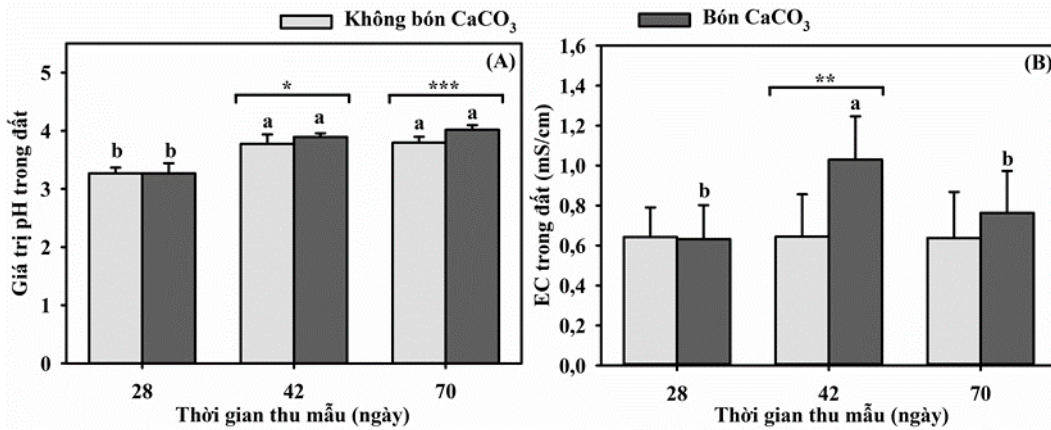 Không bón CaCO3
Bón CaCO3
(A)
Giá trị pH trong đất
5
4
3
2
1
0
*
***
b b
a a
a a
28 42 70
Thời gian thu mẫu (ngày)
(B)
EC trong đất (mS/cm)
1,6
1,4
1,2
1,0
0,8
0,6
0,4
0,2
0,0
**
b
a
b
28 42 70
Thời gian thu mẫu (ngày)